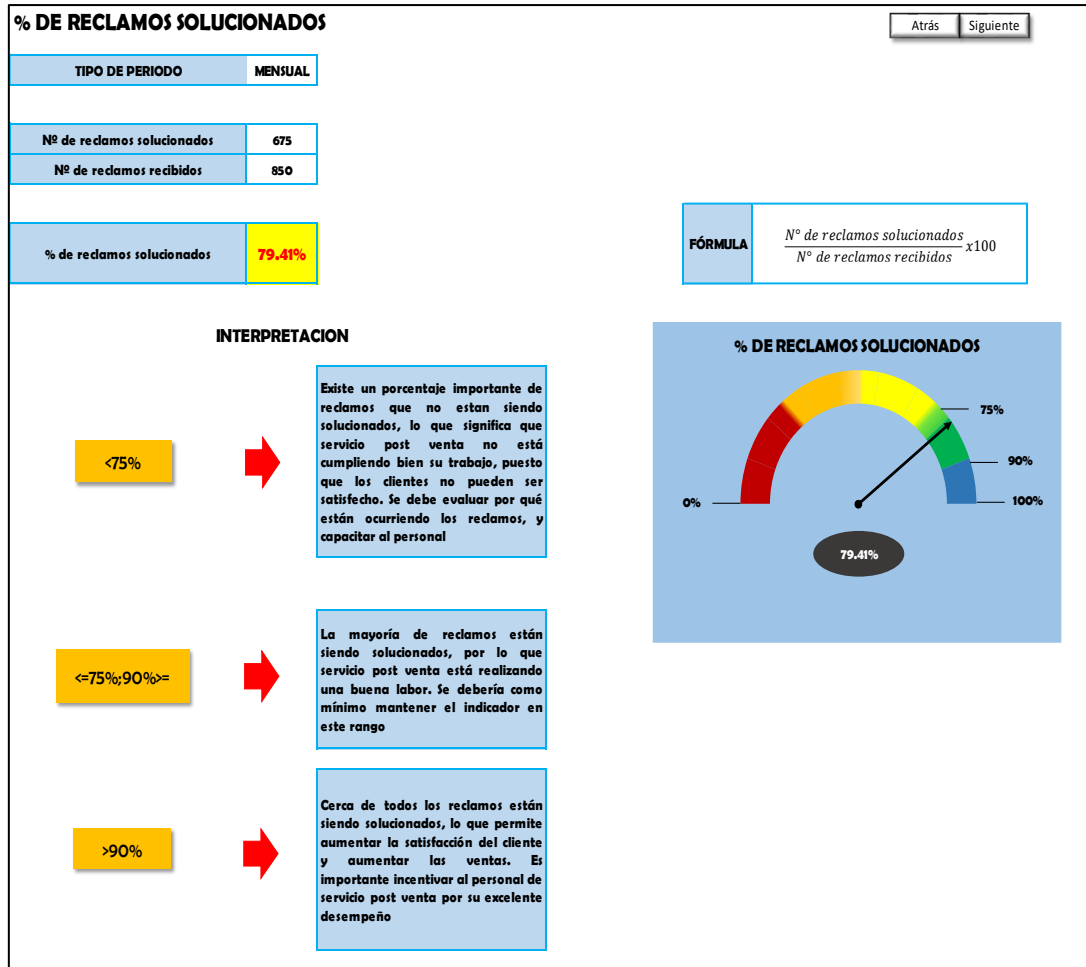 % DE RECLAMOS SOLUCIONADOS
Atrás Siguiente
TIPO DE PERIODO MENSUAL
Nº de reclamos solucionados 675
Nº de reclamos recibidos 850
% de reclamos solucionados 79.41%
FÓRMULA
N° de reclamos solucionados
N° de reclamos recibidos
x100
INTERPRETACION
<75%
Existe un porcentaje importante de
reclamos que no estan siendo
solucionados, lo que significa que
servicio post venta no está
cumpliendo bien su trabajo, puesto
que los clientes no pueden ser
satisfecho. Se debe evaluar por qué
están ocurriendo los reclamos, y
capacitar al personal
<=75%;90%>=
La mayoría de reclamos están
siendo solucionados, por lo que
servicio post venta está realizando
una buena labor. Se debería como
mínimo mantener el indicador en
este rango
>90%
Cerca de todos los reclamos están
siendo solucionados, lo que permite
aumentar la satisfacción del cliente
y aumentar las ventas. Es
importante incentivar al personal de
servicio post venta por su excelente
desempeño
% DE RECLAMOS SOLUCIONADOS
75%
90%
0%
100%
79.41%